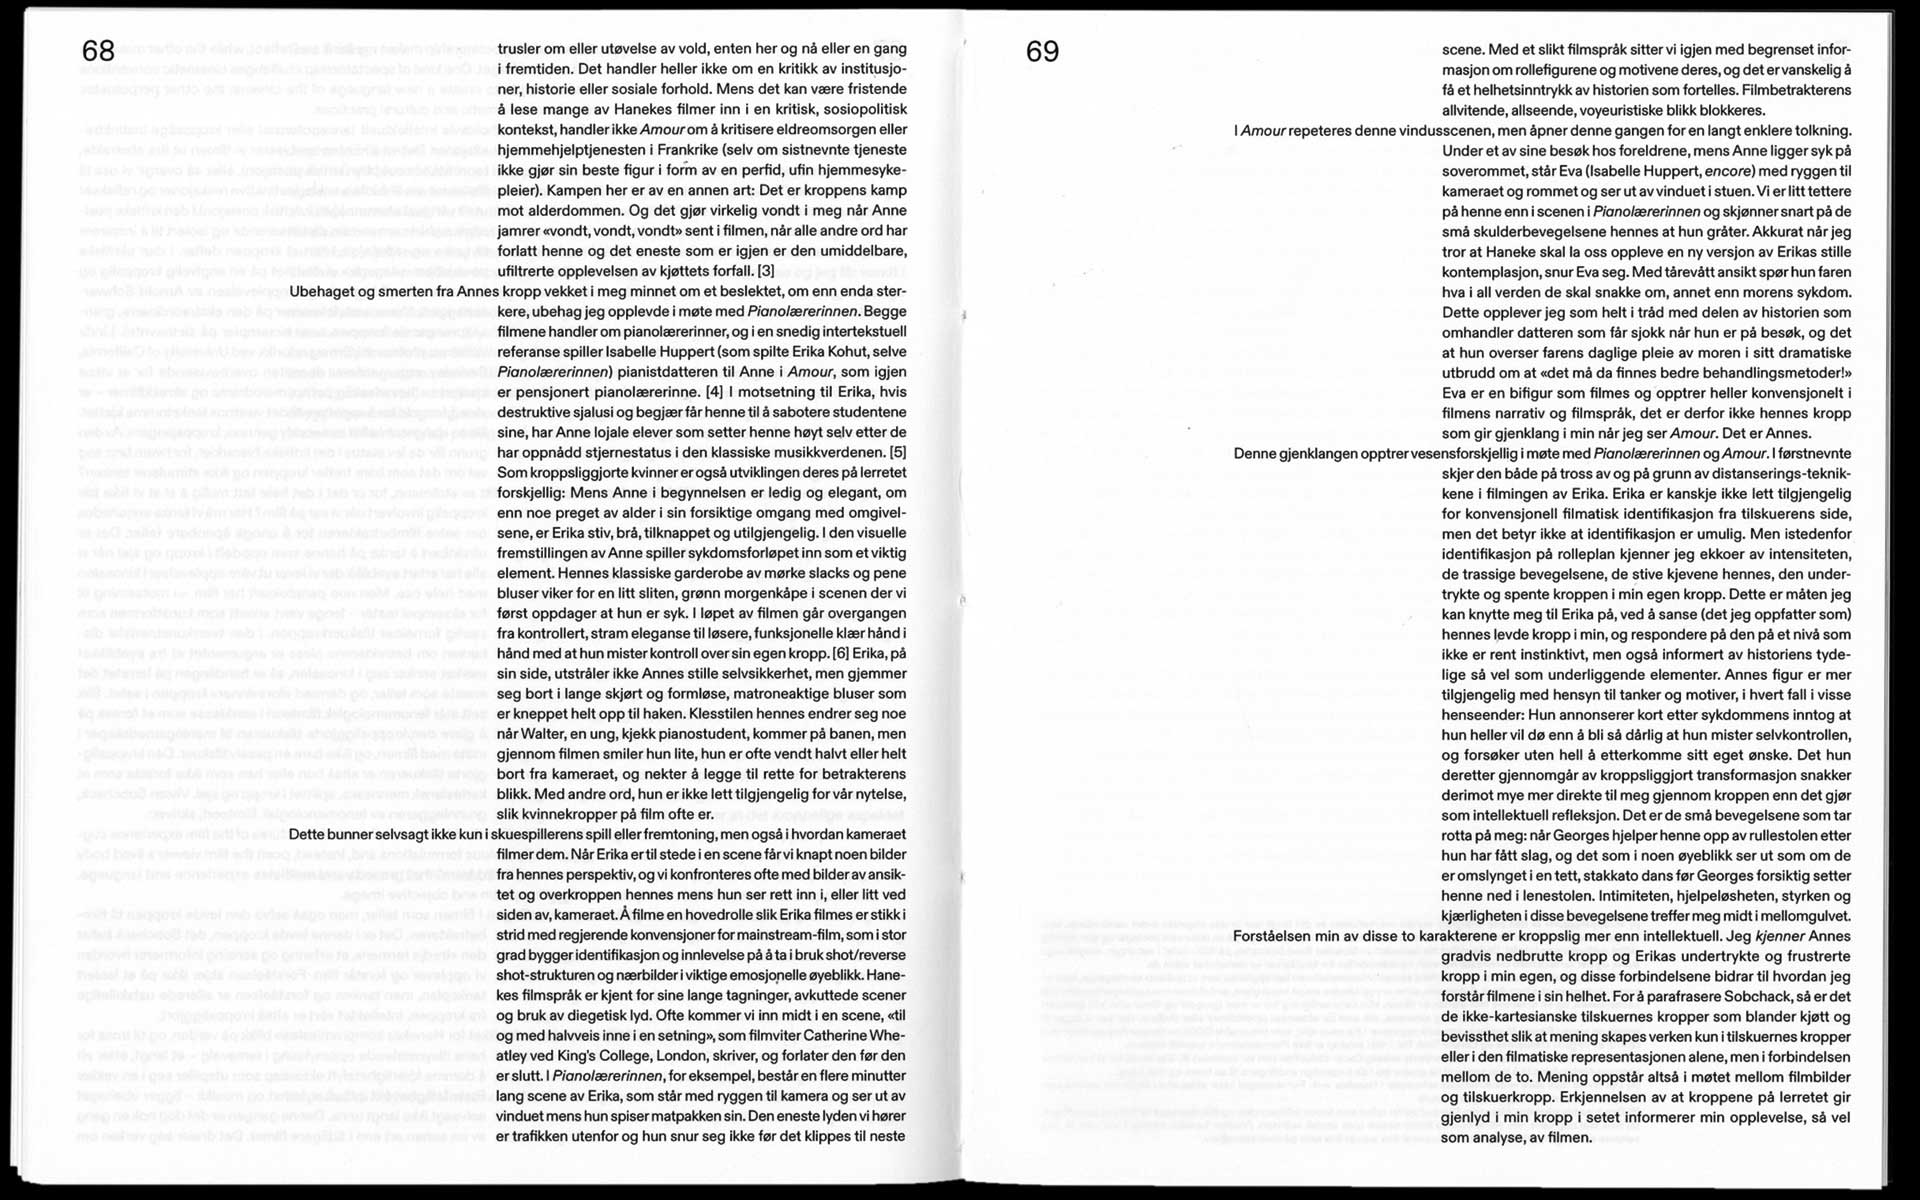 68
trusler om eller utøvelse av vold, enten her og nå eller en gang
i fremtiden. Det handler heller ikke om en kritikk av institusjo-
ner, historie eller sosiale forhold. Mens det kan være fristende
å lese mange av Hanekes filmer inn i en kritisk, sosiopolitisk
kontekst, handler ikke Amour om å kritisere eldreomsorgen eller
hjemmehjelptjenesten i Frankrike (selv om sistnevnte tjeneste
ikke gjør sin beste figur i form av en perfid, ufin hjemmesyke-
pleier). Kampen her er av en annen art: Det er kroppens kamp
mot alderdommen. Og det gjør virkelig vondt i meg når Anne
jamrer «vondt, vondt, vondt» sent i filmen, når alle andre ord har
forlatt henne og det eneste som er igjen er den umiddelbare,
ufiltrerte opplevelsen av kjøttets forfall. [3]
Ubehaget og smerten fra Annes kropp vekket i meg minnet om et beslektet, om enn enda ster-
kere, ubehag jeg opplevde i møte med Pianolærerinnen. Begge
filmene handler om pianolærerinner, og i en snedig intertekstuell
referanse spiller Isabelle Huppert (som spilte Erika Kohut, selve
Pianolærerinnen) pianistdatteren til Anne i Amour, som igjen
er pensjonert pianolærerinne. [4] I motsetning til Erika, hvis
destruktive sjalusi og begjær får henne til å sabotere studentene
sine, har Anne lojale elever som setter henne høyt selv etter de
har oppnådd stjernestatus i den klassiske musikkverdenen. [5]
Som kroppsliggjorte kvinner er også utviklingen deres på lerretet
forskjellig: Mens Anne i begynnelsen er ledig og elegant, om
enn noe preget av alder i sin forsiktige omgang med omgivel-
sene, er Erika stiv, brå, tilknappet og utilgjengelig. I den visuelle
fremstillingen av Anne spiller sykdomsforløpet inn som et viktig
element. Hennes klassiske garderobe av mørke slacks og pene
bluser viker for en litt sliten, grønn morgenkåpe i scenen der vi
først oppdager at hun er syk. I løpet av filmen går overgangen
fra kontrollert, stram eleganse til løsere, funksjonelle klær hånd i
hånd med at hun mister kontroll over sin egen kropp. [6] Erika, på
sin side, utstråler ikke Annes stille selvsikkerhet, men gjemmer
seg bort i lange skjørt og formløse, matroneaktige bluser som
er kneppet helt opp til haken. Klesstilen hennes endrer seg noe
når Walter, en ung, kjekk pianostudent, kommer på banen, men
gjennom filmen smiler hun lite, hun er ofte vendt halvt eller helt
bort fra kameraet, og nekter å legge til rette for betrakterens
blikk. Med andre ord, hun er ikke lett tilgjengelig for vår nytelse,
slik kvinnekropper på film ofte er.
Dette bunner selvsagt ikke kun i skuespillerens spill eller fremtoning, men også i hvordan kameraet
filmer dem. Når Erika er til stede i en scene får vi knapt noen bilder
fra hennes perspektiv, og vi konfronteres ofte med bilder av ansik-
tet og overkroppen hennes mens hun ser rett inn i, eller litt ved
siden av, kameraet. Å filme en hovedrolle slik Erika filmes er stikk i
strid med regjerende konvensjoner for mainstream-film, som i stor
grad bygger identifikasjon og innlevelse på å ta i bruk shot/reverse
shot-strukturen og nærbilder i viktige emosjonelle øyeblikk. Hane-
kes filmspråk er kjent for sine lange tagninger, avkuttede scener
og bruk av diegetisk lyd. Ofte kommer vi inn midt i en scene, «til
og med halvveis inne i en setning», som filmviter Catherine Whe-
atley ved King's College, London, skriver, og forlater den før den
er slutt. I Pianolærerinnen, for eksempel, består en flere minutter
lang scene av Erika, som står med ryggen til kamera og ser ut av
vinduet mens hun spiser matpakken sin. Den eneste lyden vi hører
er trafikken utenfor og hun snur seg ikke før det klippes til neste
69
scene. Med et slikt filmspråk sitter vi igjen med begrenset infor-
masjon om rollefigurene og motivene deres, og det er vanskelig å
få et helhetsinntrykk av historien som fortelles. Filmbetrakterens
allvitende, allseende, voyeuristiske blikk blokkeres.
I Amour repeteres denne vindusscenen, men åpner denne gangen for en langt enklere tolkning.
Under et av sine besøk hos foreldrene, mens Anne ligger syk på
soverommet, står Eva (Isabelle Huppert, encore) med ryggen til
kameraet og rommet og ser ut av vinduet i stuen. Vi er litt tettere
på henne enn i scenen i Pianolærerinnen og skjønner snart på de
små skulderbevegelsene hennes at hun gråter. Akkurat når jeg
tror at Haneke skal la oss oppleve en ny versjon av Erikas stille
kontemplasjon, snur Eva seg. Med tårevått ansikt spør hun faren
hva i all verden de skal snakke om, annet enn morens sykdom.
Dette opplever jeg som helt i tråd med delen av historien som
omhandler datteren som får sjokk når hun er på besøk, og det
at hun overser farens daglige pleie av moren i sitt dramatiske
utbrudd om at «det må da finnes bedre behandlingsmetoder!»
Eva er en bifigur som filmes og opptrer heller konvensjonelt i
filmens narrativ og filmspråk, det er derfor ikke hennes kropp
som gir gjenklang i min når jeg ser Amour. Det er Annes.
Denne gjenklangen opptrer vesensforskjellig i møte med Pianolærerinnen og Amour. I førstnevnte
skjer den både på tross av og på grunn av distanserings-teknik-
kene i filmingen av Erika. Erika er kanskje ikke lett tilgjengelig
for konvensjonell filmatisk identifikasjon fra tilskuerens side,
men det betyr ikke at identifikasjon er umulig. Men istedenfor
identifikasjon på rolleplan kjenner jeg ekkoer av intensiteten,
de trassige bevegelsene, de stive kjevene hennes, den under-
trykte og spente kroppen i min egen kropp. Dette er måten jeg
kan knytte meg til Erika på, ved å sanse (det jeg oppfatter som)
hennes levde kropp i min, og respondere på den på et nivå som
ikke er rent instinktivt, men også informert av historiens tyde-
lige så vel som underliggende elementer. Annes figur er mer
tilgjengelig med hensyn til tanker og motiver, i hvert fall i visse
henseender: Hun annonserer kort etter sykdommens inntog at
hun heller vil dø enn å bli så dårlig at hun mister selvkontrollen,
og forsøker uten hell å etterkomme sitt eget ønske. Det hun
deretter gjennomgår av kroppsliggjort transformasjon snakker
derimot mye mer direkte til meg gjennom kroppen enn det gjør
som intellektuell refleksjon. Det er de små bevegelsene som tar
rotta på meg: når Georges hjelper henne opp av rullestolen etter
hun har fått slag, og det som i noen øyeblikk ser ut som om de
er omslynget i en tett, stakkato dans før Georges forsiktig setter
henne ned i lenestolen. Intimiteten, hjelpeløsheten, styrken og
kjærligheten i disse bevegelsene treffer meg midt i mellomgulvet.
Forståelsen min av disse to karakterene er kroppslig mer enn intellektuell. Jeg kjenner Annes
gradvis nedbrutte kropp og Erikas undertrykte og frustrerte
kropp i min egen, og disse forbindelsene bidrar til hvordan jeg
forstår filmene i sin helhet. For å parafrasere Sobchack, så er det
de ikke-kartesianske tilskuernes kropper som blander kjøtt og
bevissthet slik at mening skapes verken kun i tilskuernes kropper
eller i den filmatiske representasjonen alene, men i forbindelsen
mellom de to. Mening oppstår altså i møtet mellom filmbilder
og tilskuerkropp. Erkjennelsen av at kroppene på lerretet gir
gjenlyd i min kropp i setet informerer min opplevelse, så vel
som analyse, av filmen.